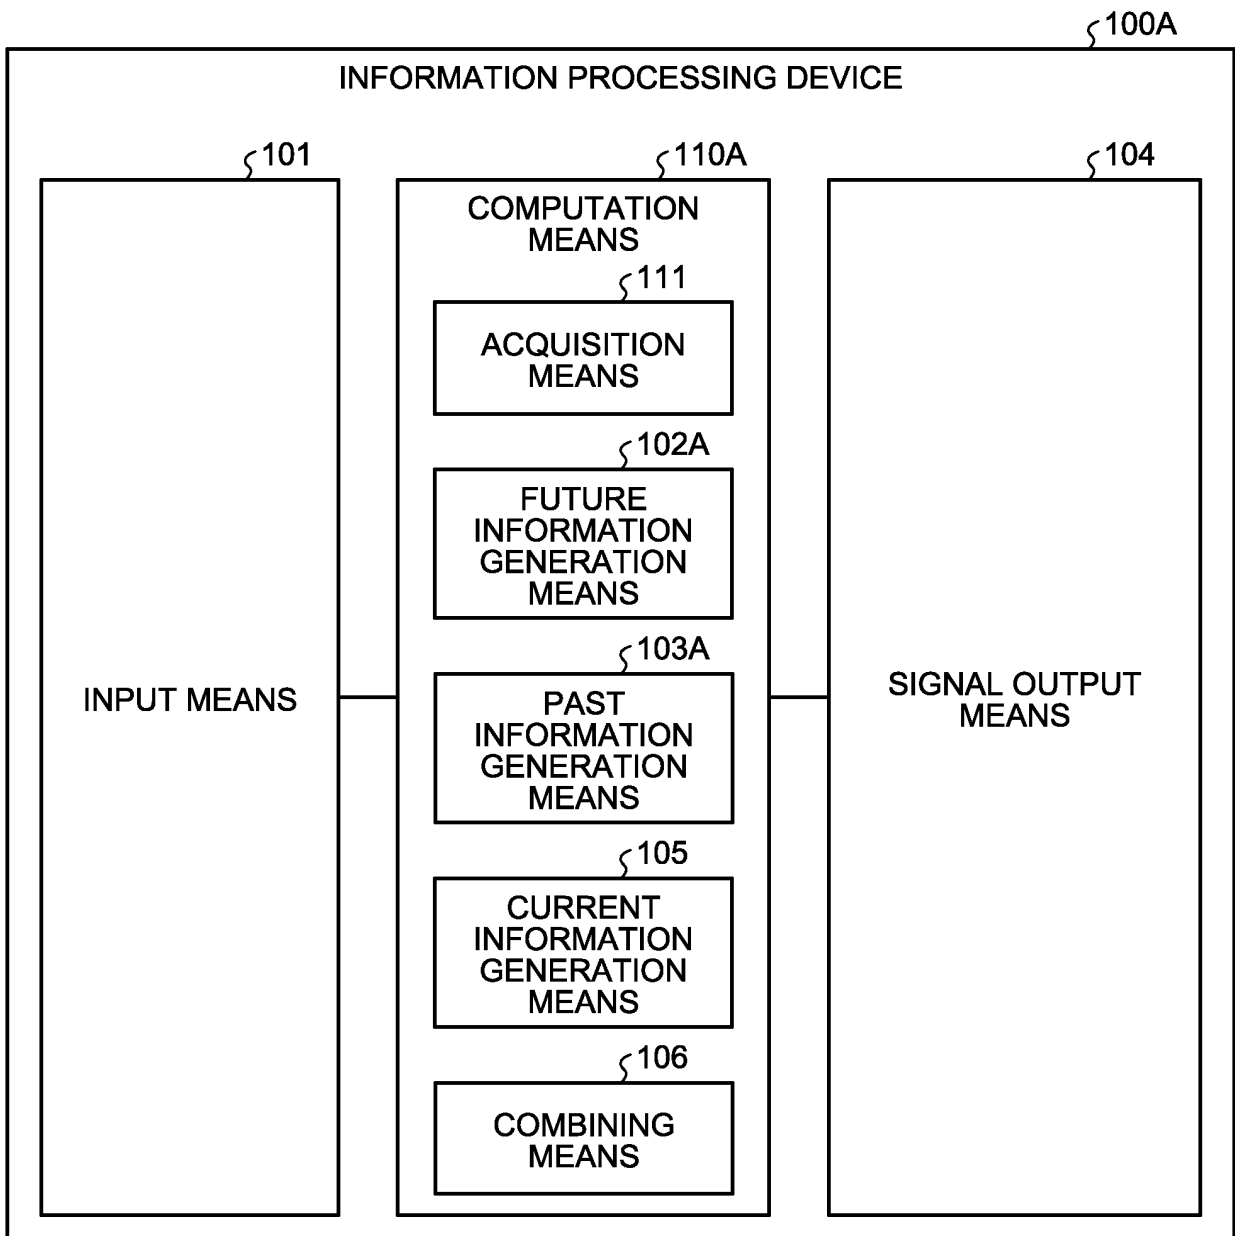 100A
INFORMATION PROCESSING DEVICE
101
INPUT MEANS
110A
COMPUTATION
MEANS
111
ACQUISITION
MEANS
102A
FUTURE
INFORMATION
GENERATION
MEANS
103A
PAST
INFORMATION
GENERATION
MEANS
105
CURRENT
INFORMATION
GENERATION
MEANS
106
COMBINING
MEANS
104
SIGNAL OUTPUT
MEANS